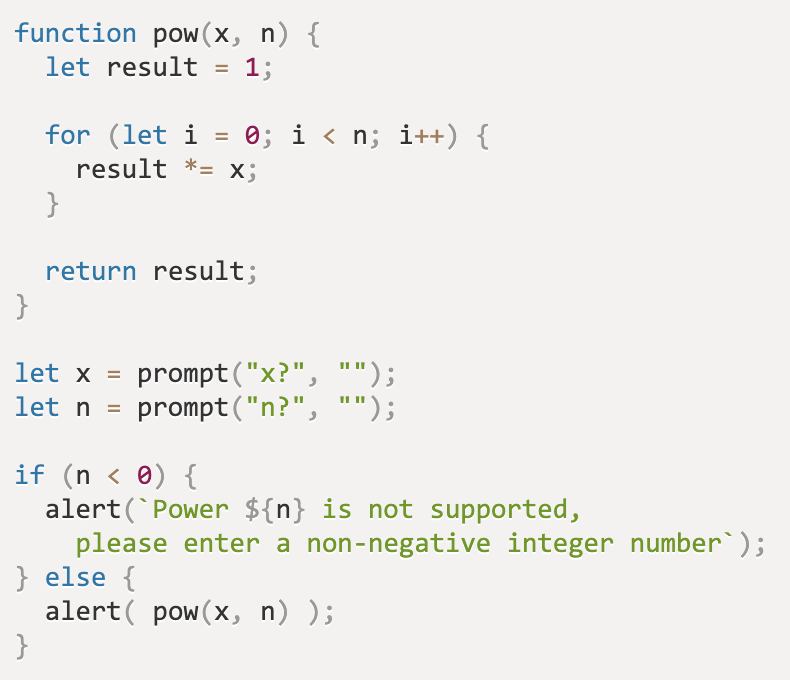 function pow(x, n) {
  let result = 1;

  for (let i = 0; i < n; i++) {
    result *= x;
  }

  return result;
}

let x = prompt("x?", "");
let n = prompt("n?", "");

if (n < 0) {
  alert(`Power ${n} is not supported,
    please enter a non-negative integer number`);
} else {
  alert( pow(x, n) );
}